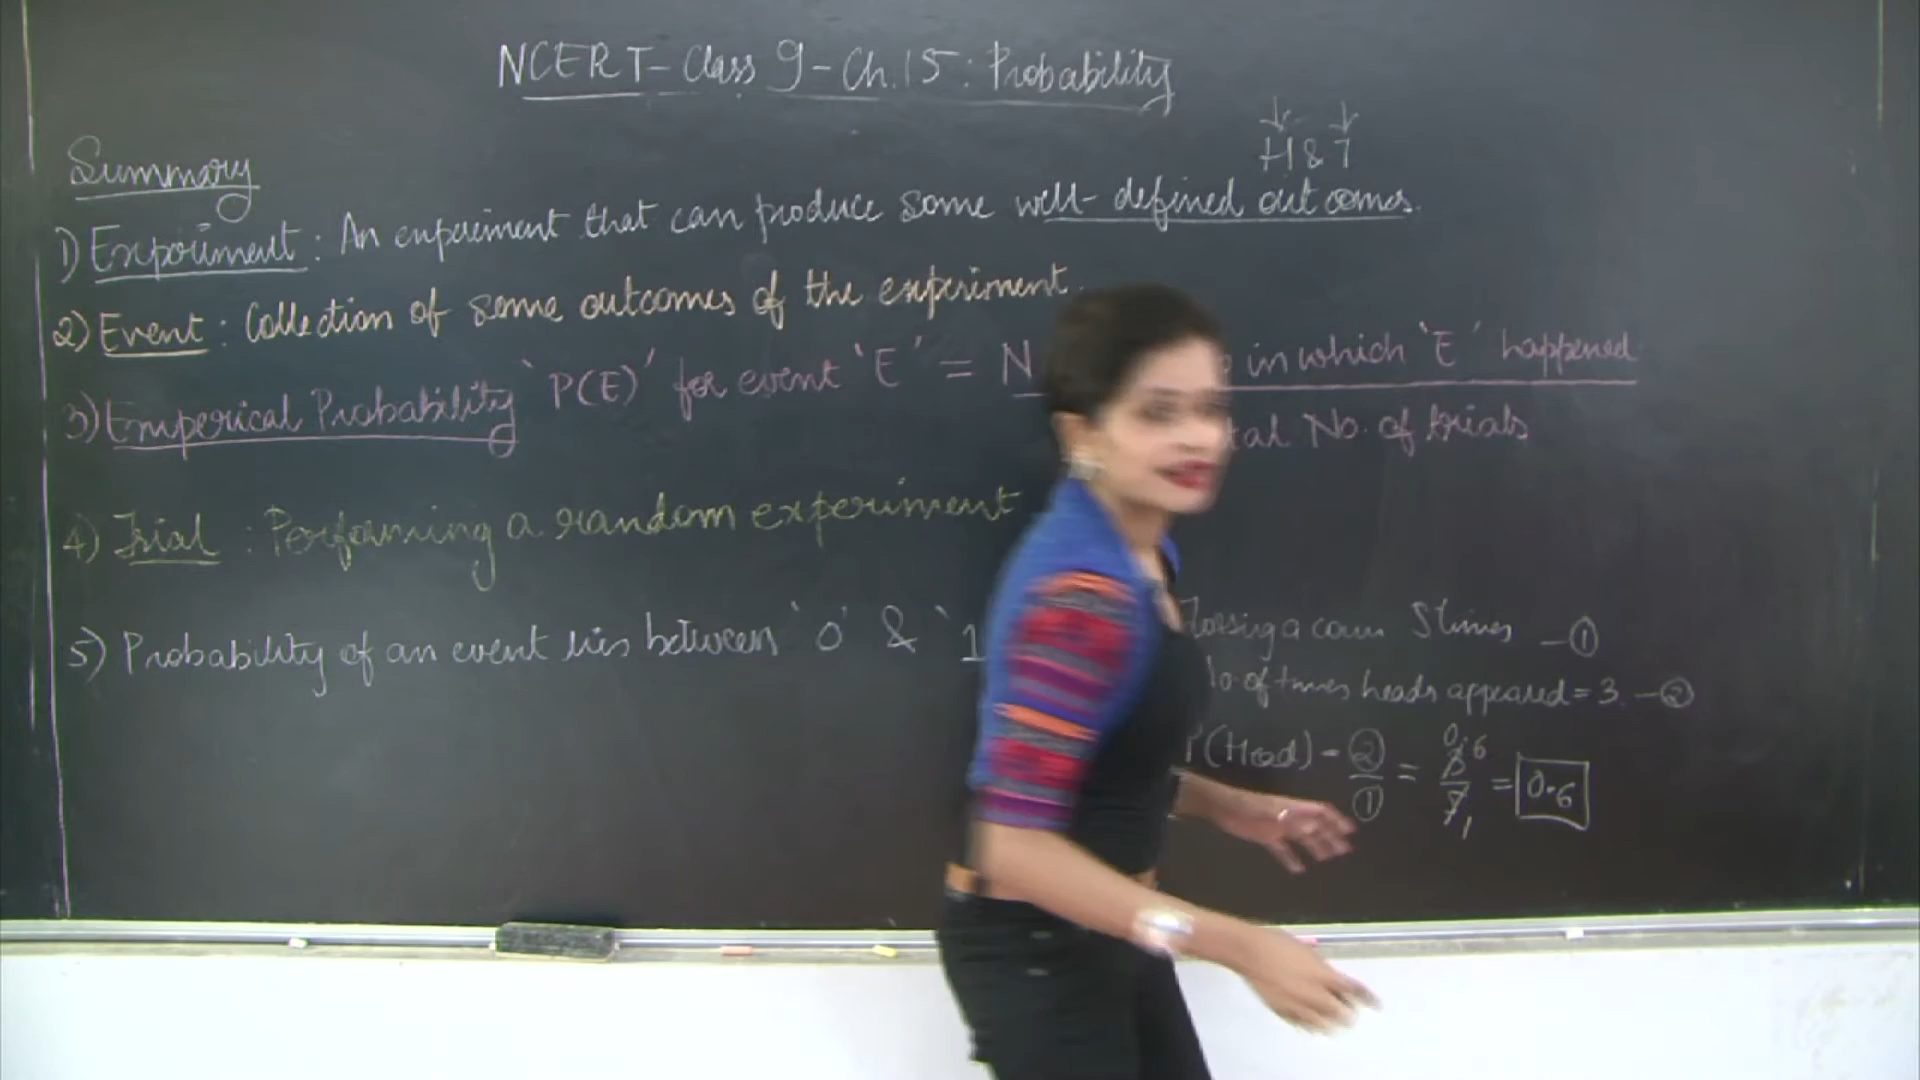 NCERT-Class 9-Ch.15: Probability
H & T
Summary
1) Experiment: An experiment that can produce some well-defined outcomes.
2) Event: Collection of some outcomes of the experiment.
3) Emperical Probability 'P(E)' for event 'E' = N in which 'E' happened
No. of trials
4) Trial: Performing a random experiment
5) Probability of an event lies between '0' & '1
Tossing a coin 5 times - ①
No of times heads appeared = 3. - ②
P(Head) = ②/① = 3/5 = 0.6